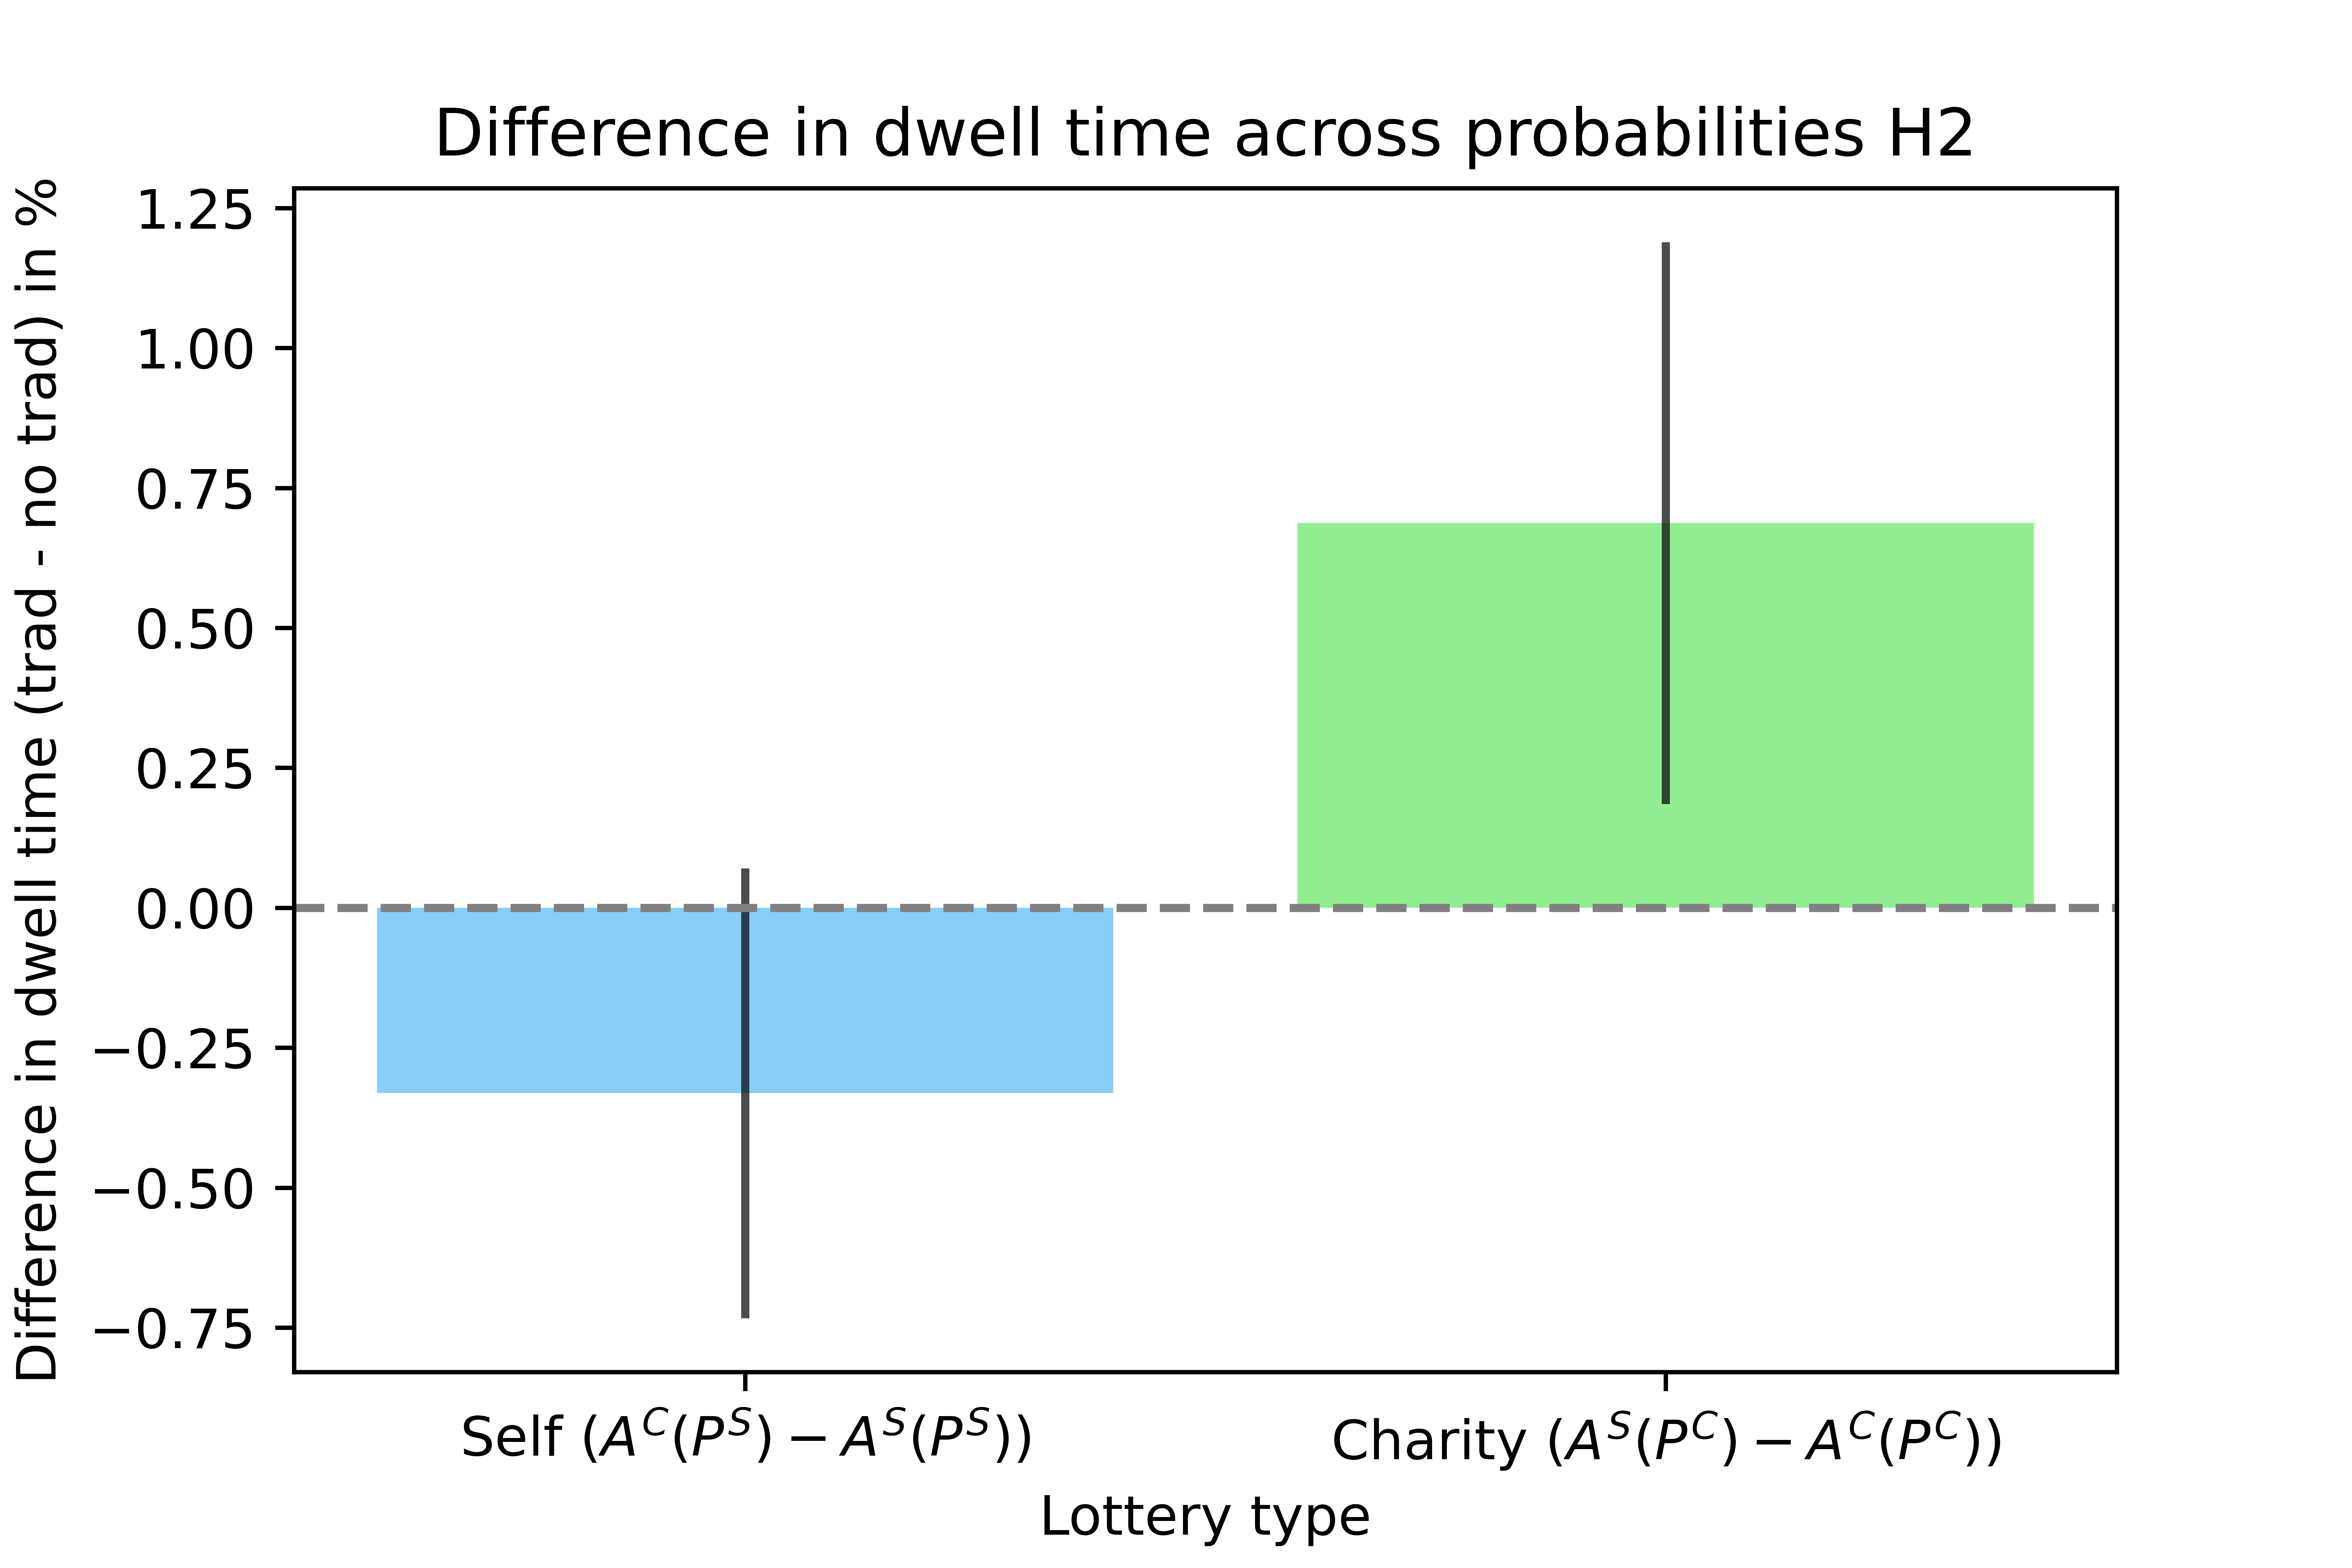 Difference in dwell time across probabilities H2
Difference in dwell time (trad - no trad) in %
1.25
1.00
0.75
0.50
0.25
0.00
−0.25
−0.50
−0.75
Self (A^C(P^S) − A^S(P^S))
Charity (A^S(P^C) − A^C(P^C))
Lottery type